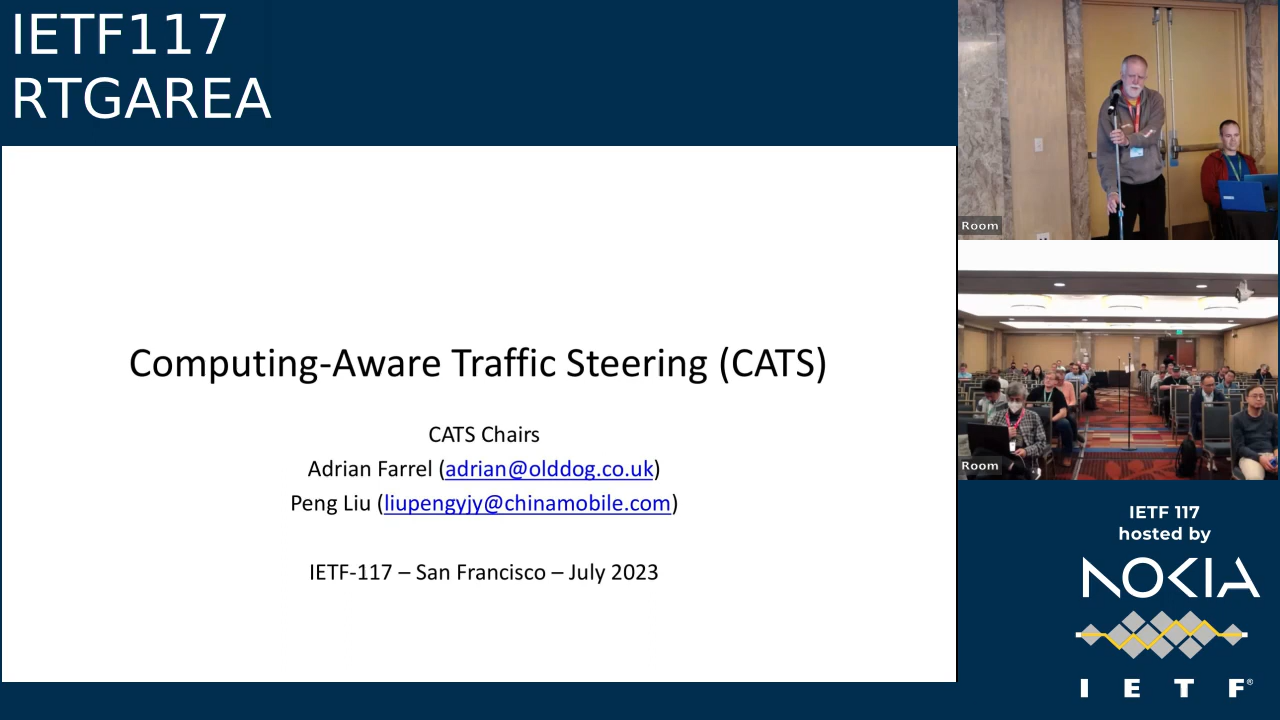 IETF117
RTGAREA
Computing-Aware Traffic Steering (CATS)
CATS Chairs
Adrian Farrel (adrian@olddog.co.uk)
Peng Liu (liupengyjy@chinamobile.com)
IETF-117 – San Francisco – July 2023
Room
Room
IETF 117
hosted by
NOKIA
I E T F®